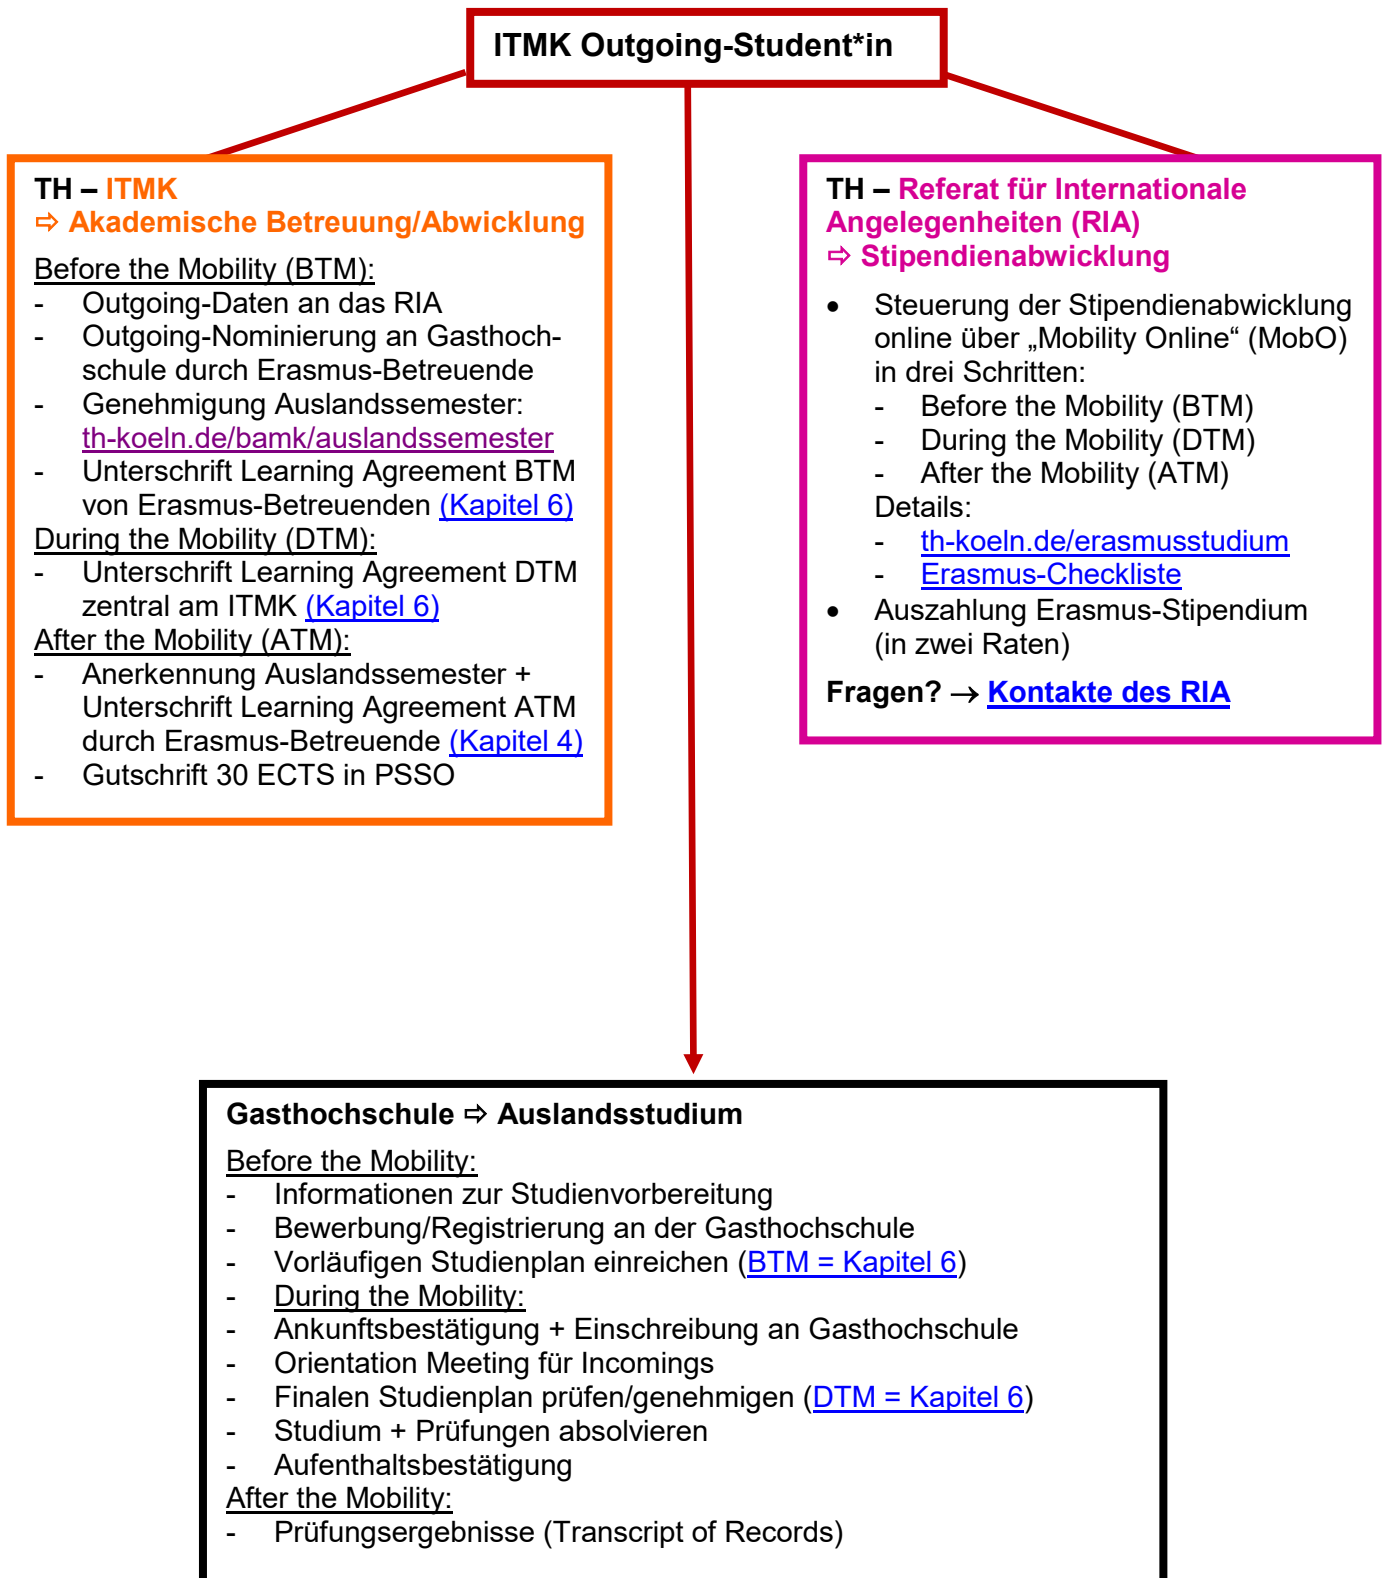 ITMK Outgoing-Student*in
TH – ITMK
⇨ Akademische Betreuung/Abwicklung
Before the Mobility (BTM):
- Outgoing-Daten an das RIA
- Outgoing-Nominierung an Gasthoch-
schule durch Erasmus-Betreuende
- Genehmigung Auslandssemester:
th-koeln.de/bamk/auslandssemester
- Unterschrift Learning Agreement BTM
von Erasmus-Betreuenden (Kapitel 6)
During the Mobility (DTM):
- Unterschrift Learning Agreement DTM
zentral am ITMK (Kapitel 6)
After the Mobility (ATM):
- Anerkennung Auslandssemester +
Unterschrift Learning Agreement ATM
durch Erasmus-Betreuende (Kapitel 4)
- Gutschrift 30 ECTS in PSSO
TH – Referat für Internationale
Angelegenheiten (RIA)
⇨ Stipendienabwicklung
• Steuerung der Stipendienabwicklung
online über „Mobility Online“ (MobO)
in drei Schritten:
- Before the Mobility (BTM)
- During the Mobility (DTM)
- After the Mobility (ATM)
Details:
- th-koeln.de/erasmusstudium
- Erasmus-Checkliste
• Auszahlung Erasmus-Stipendium
(in zwei Raten)
Fragen? → Kontakte des RIA
Gasthochschule ⇨ Auslandsstudium
Before the Mobility:
- Informationen zur Studienvorbereitung
- Bewerbung/Registrierung an der Gasthochschule
- Vorläufigen Studienplan einreichen (BTM = Kapitel 6)
- During the Mobility:
- Ankunftsbestätigung + Einschreibung an Gasthochschule
- Orientation Meeting für Incomings
- Finalen Studienplan prüfen/genehmigen (DTM = Kapitel 6)
- Studium + Prüfungen absolvieren
- Aufenthaltsbestätigung
After the Mobility:
- Prüfungsergebnisse (Transcript of Records)